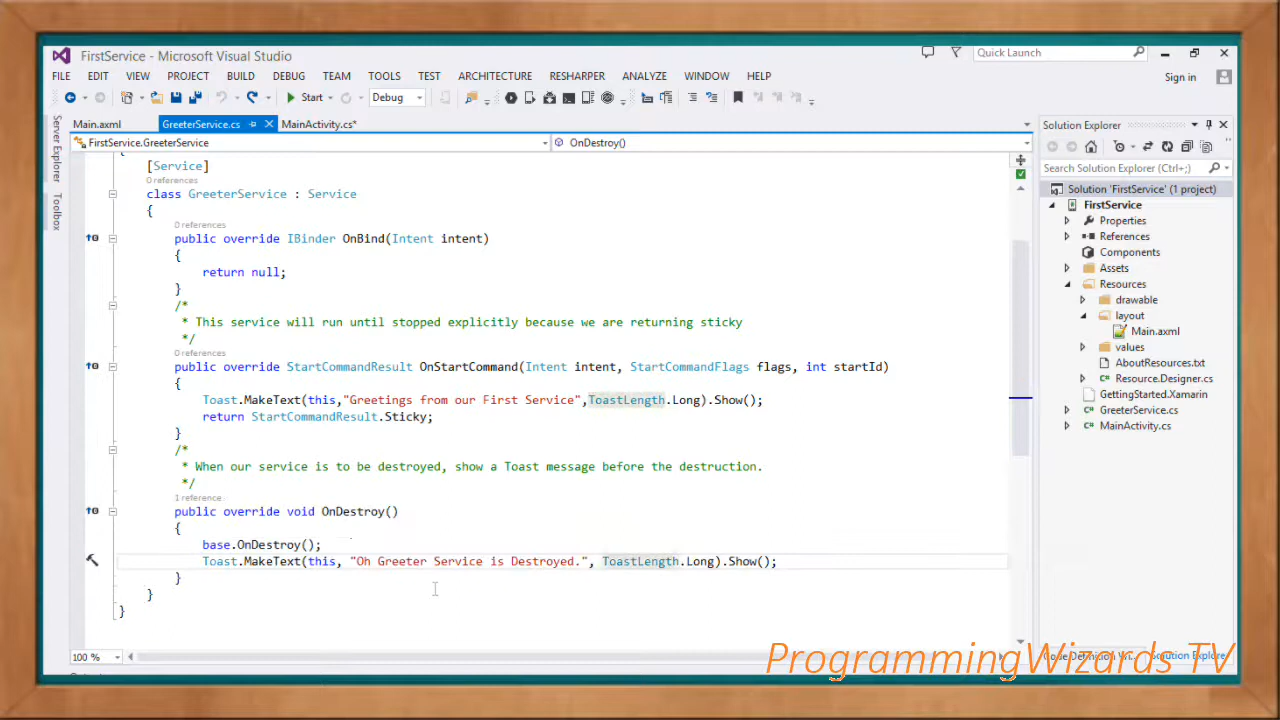 FirstService - Microsoft Visual Studio
Quick Launch
FILE EDIT VIEW PROJECT BUILD DEBUG TEAM TOOLS TEST ARCHITECTURE RESHARPER ANALYZE WINDOW HELP
Sign in
Start
Debug
Main.axml GreeterService.cs MainActivity.cs*
FirstService.GreeterService OnDestroy()
Server Explorer
Toolbox
{
[Service]
0 references
class GreeterService : Service
{
0 references
public override IBinder OnBind(Intent intent)
{
return null;
}
/*
* This service will run until stopped explicitly because we are returning sticky
*/
0 references
public override StartCommandResult OnStartCommand(Intent intent, StartCommandFlags flags, int startId)
{
Toast.MakeText(this,"Greetings from our First Service",ToastLength.Long).Show();
return StartCommandResult.Sticky;
}
/*
* When our service is to be destroyed, show a Toast message before the destruction.
*/
1 reference
public override void OnDestroy()
{
base.OnDestroy();
Toast.MakeText(this, "Oh Greeter Service is Destroyed.", ToastLength.Long).Show();
}
}
}
100 %
Solution Explorer
Search Solution Explorer (Ctrl+;)
Solution 'FirstService' (1 project)
FirstService
Properties
References
Components
Assets
Resources
drawable
layout
Main.axml
values
AboutResources.txt
Resource.Designer.cs
GettingStarted.Xamarin
GreeterService.cs
MainActivity.cs
Solution Explore
ProgrammingWizards TV